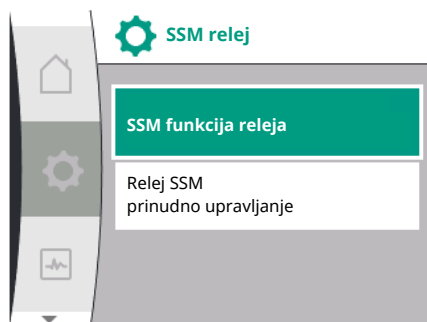 SSM relej
SSM funkcija releja
Relej SSM
prinudno upravljanje